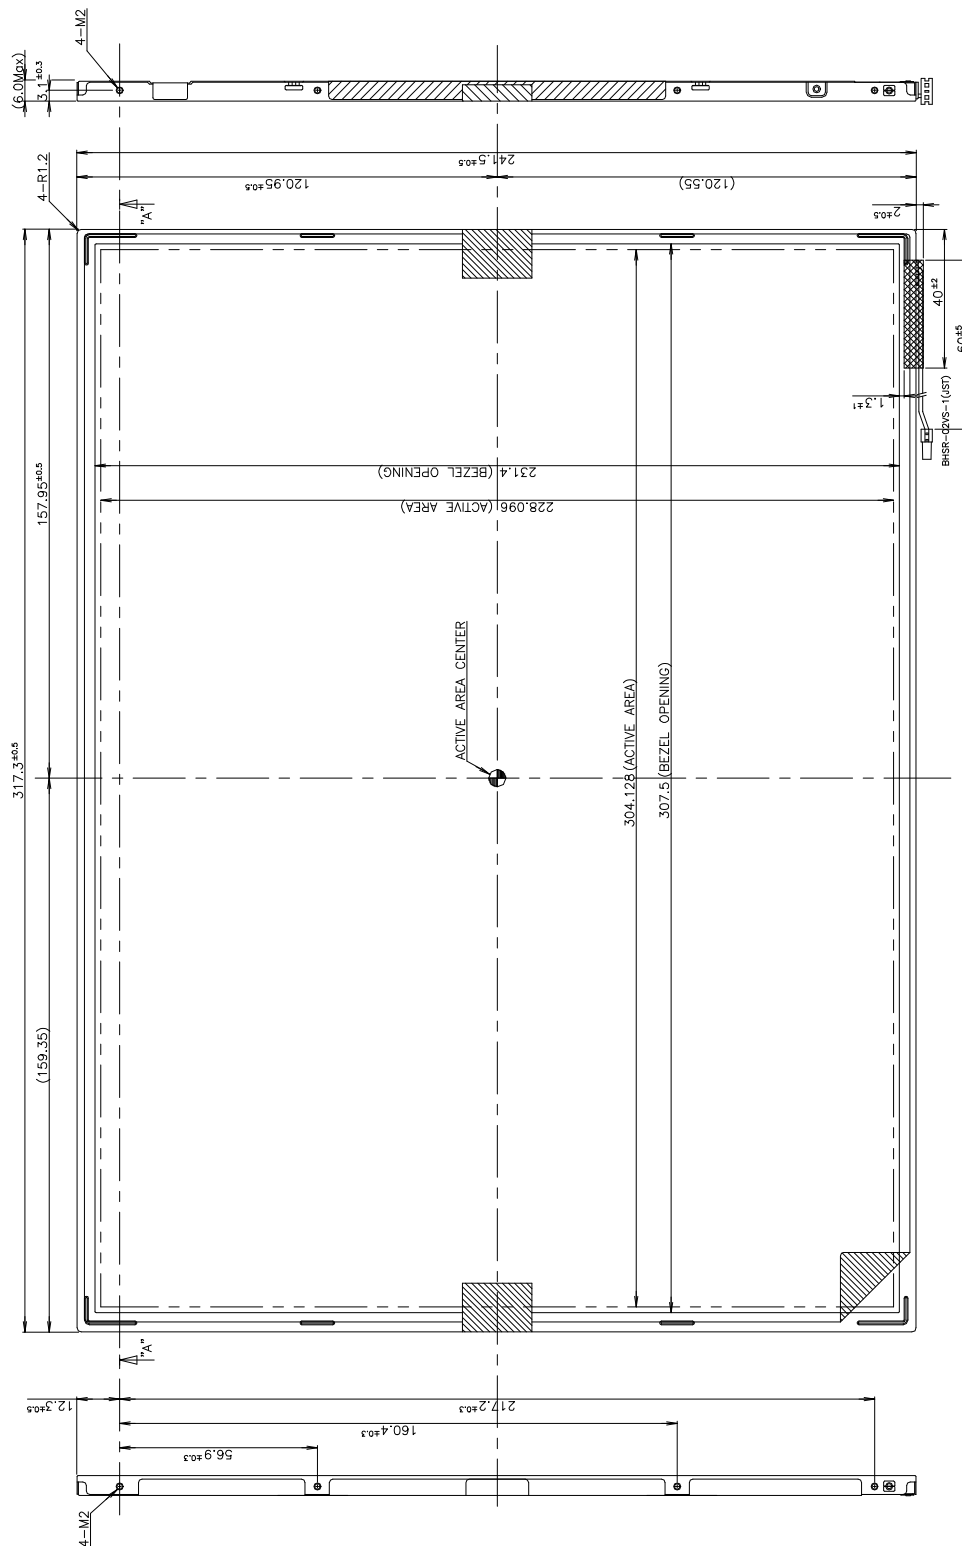 4-M2
(6.0Max)
3.1±0.3
241.5±0.5
120.95±0.5
(120.55)
4-R1.2
"A"
2±0.5
40±2
60±5
1.3±1
BHSR-02VS-1(JST)
231.4 (BEZEL OPENING)
228.096 (ACTIVE AREA)
157.95±0.5
317.3±0.5
ACTIVE AREA CENTER
304.128 (ACTIVE AREA)
307.5 (BEZEL OPENING)
(159.35)
"A"
12.3±0.5
217.2±0.3
160.4±0.3
56.9±0.3
4-M2